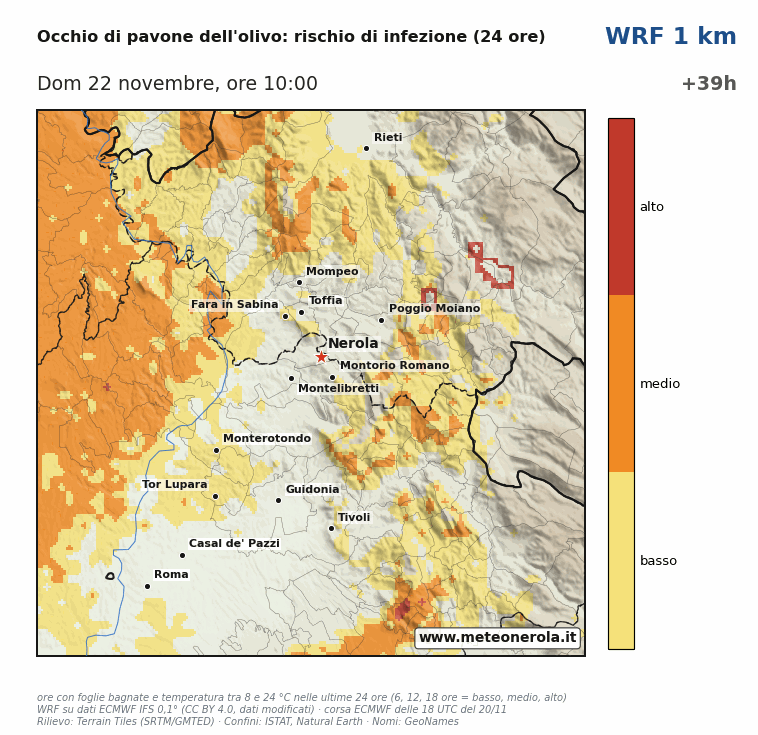 Occhio di pavone dell'olivo: rischio di infezione (24 ore)
WRF 1 km
Dom 22 novembre, ore 10:00
+39h
Rieti
alto
Mompeo
Fara in Sabina
Toffia
Poggio Moiano
Nerola
Montorio Romano
medio
Montelibretti
Monterotondo
Tor Lupara
Guidonia
Tivoli
Casal de' Pazzi
basso
Roma
www.meteonerola.it
ore con foglie bagnate e temperatura tra 8 e 24 °C nelle ultime 24 ore (6, 12, 18 ore = basso, medio, alto)
WRF su dati ECMWF IFS 0,1° (CC BY 4.0, dati modificati) · corsa ECMWF delle 18 UTC del 20/11
Rilievo: Terrain Tiles (SRTM/GMTED) · Confini: ISTAT, Natural Earth · Nomi: GeoNames